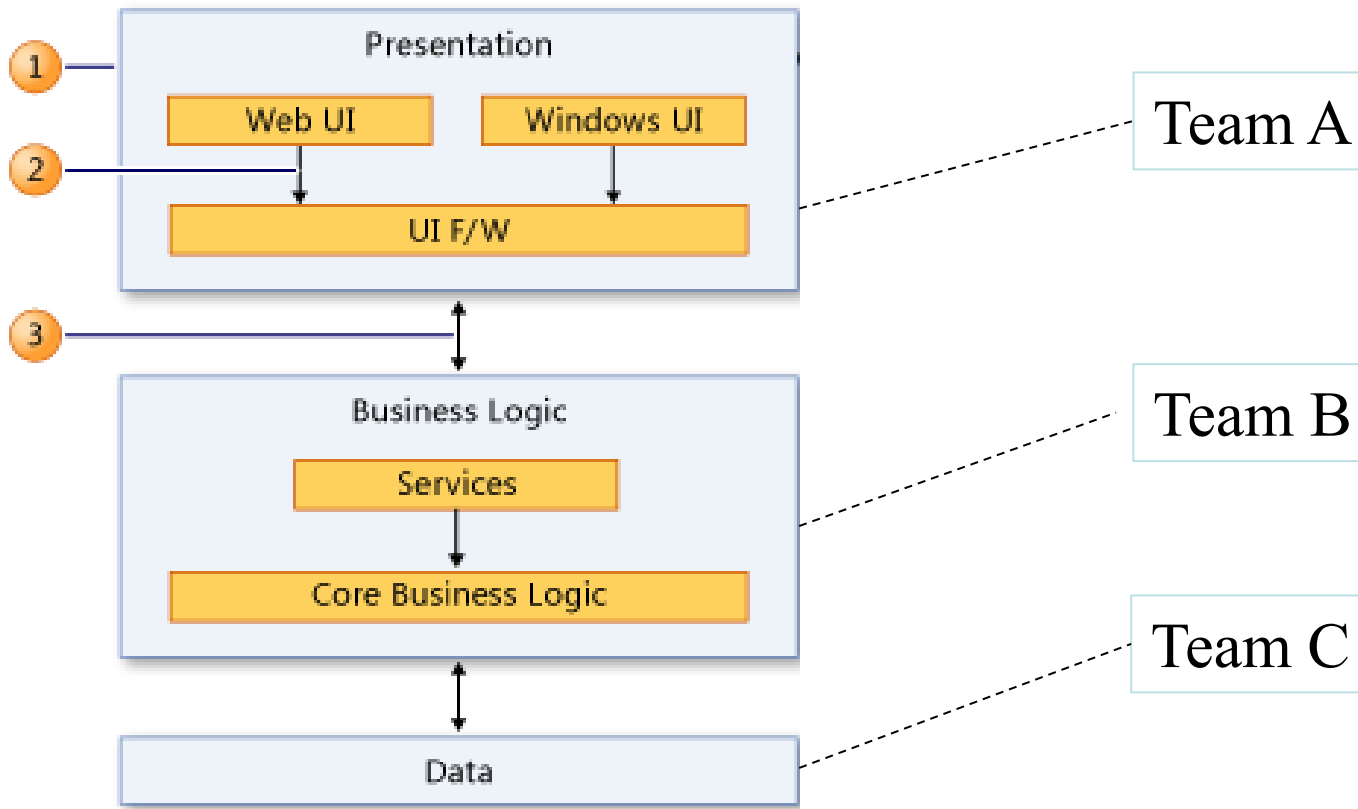 Presentation
1
Web UI
Windows UI
Team A
2
UI F/W
3
Business Logic
Team B
Services
Core Business Logic
Team C
Data